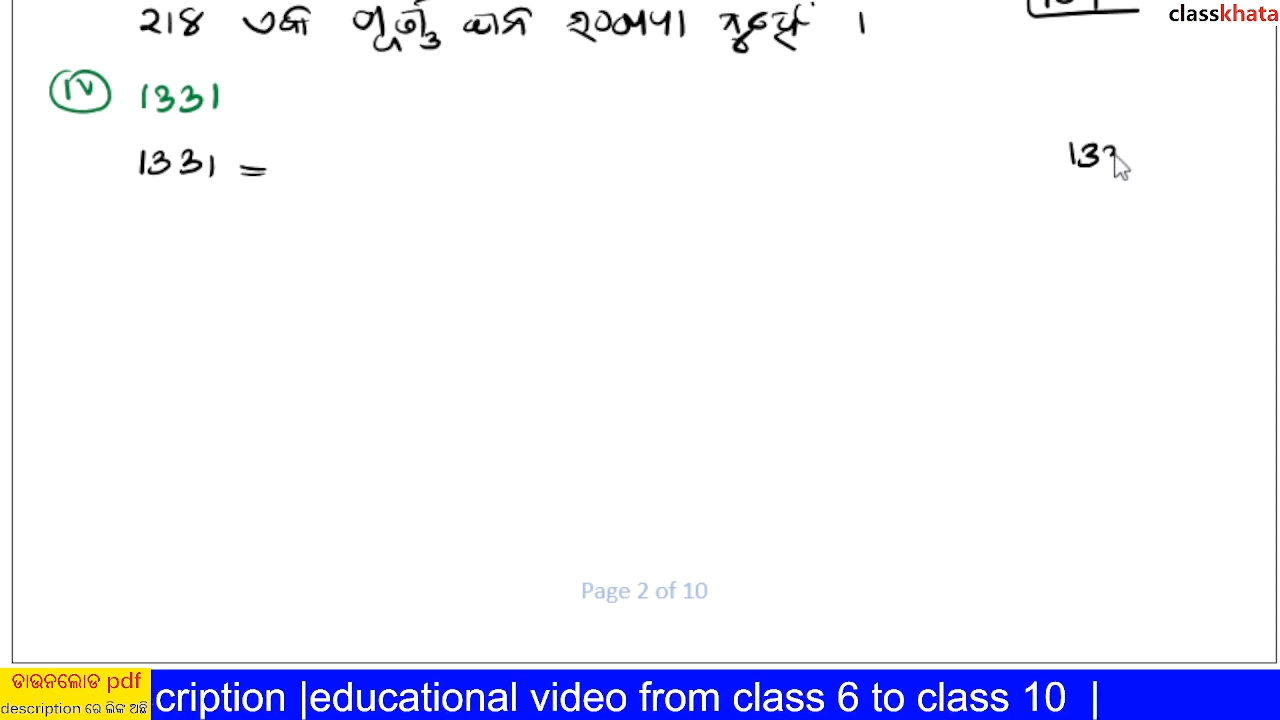 classkhata
218 ଏକ ପୂର୍ଣ୍ଣ ଘନ ସଂଖ୍ୟା ନୁହେଁ ।
IV 1331
1331 =
133
Page 2 of 10
ଡାଉନଲୋଡ pdf
description ରେ ଲିଙ୍କ ଅଛି
cription |educational video from class 6 to class 10 |